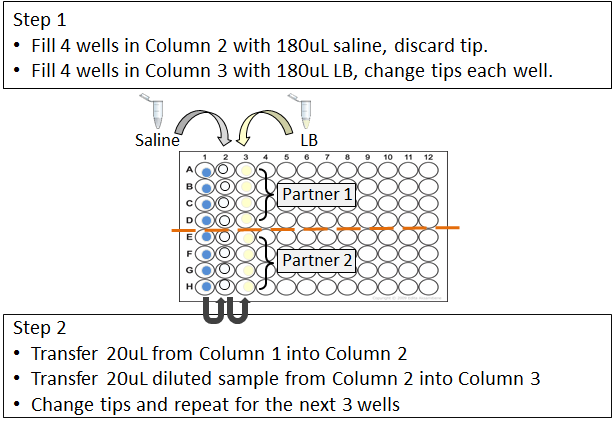 Step 1
• Fill 4 wells in Column 2 with 180uL saline, discard tip.
• Fill 4 wells in Column 3 with 180uL LB, change tips each well.
Saline
LB
1 2 3 4 5 6 7 8 9 10 11 12
A
B
C
D
E
F
G
H
Partner 1
Partner 2
Step 2
• Transfer 20uL from Column 1 into Column 2
• Transfer 20uL diluted sample from Column 2 into Column 3
• Change tips and repeat for the next 3 wells